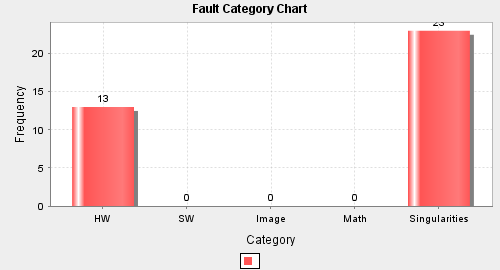 Fault Category Chart
Frequency
20
15
10
5
0
13
0
0
0
23
HW
SW
Image
Math
Singularities
Category